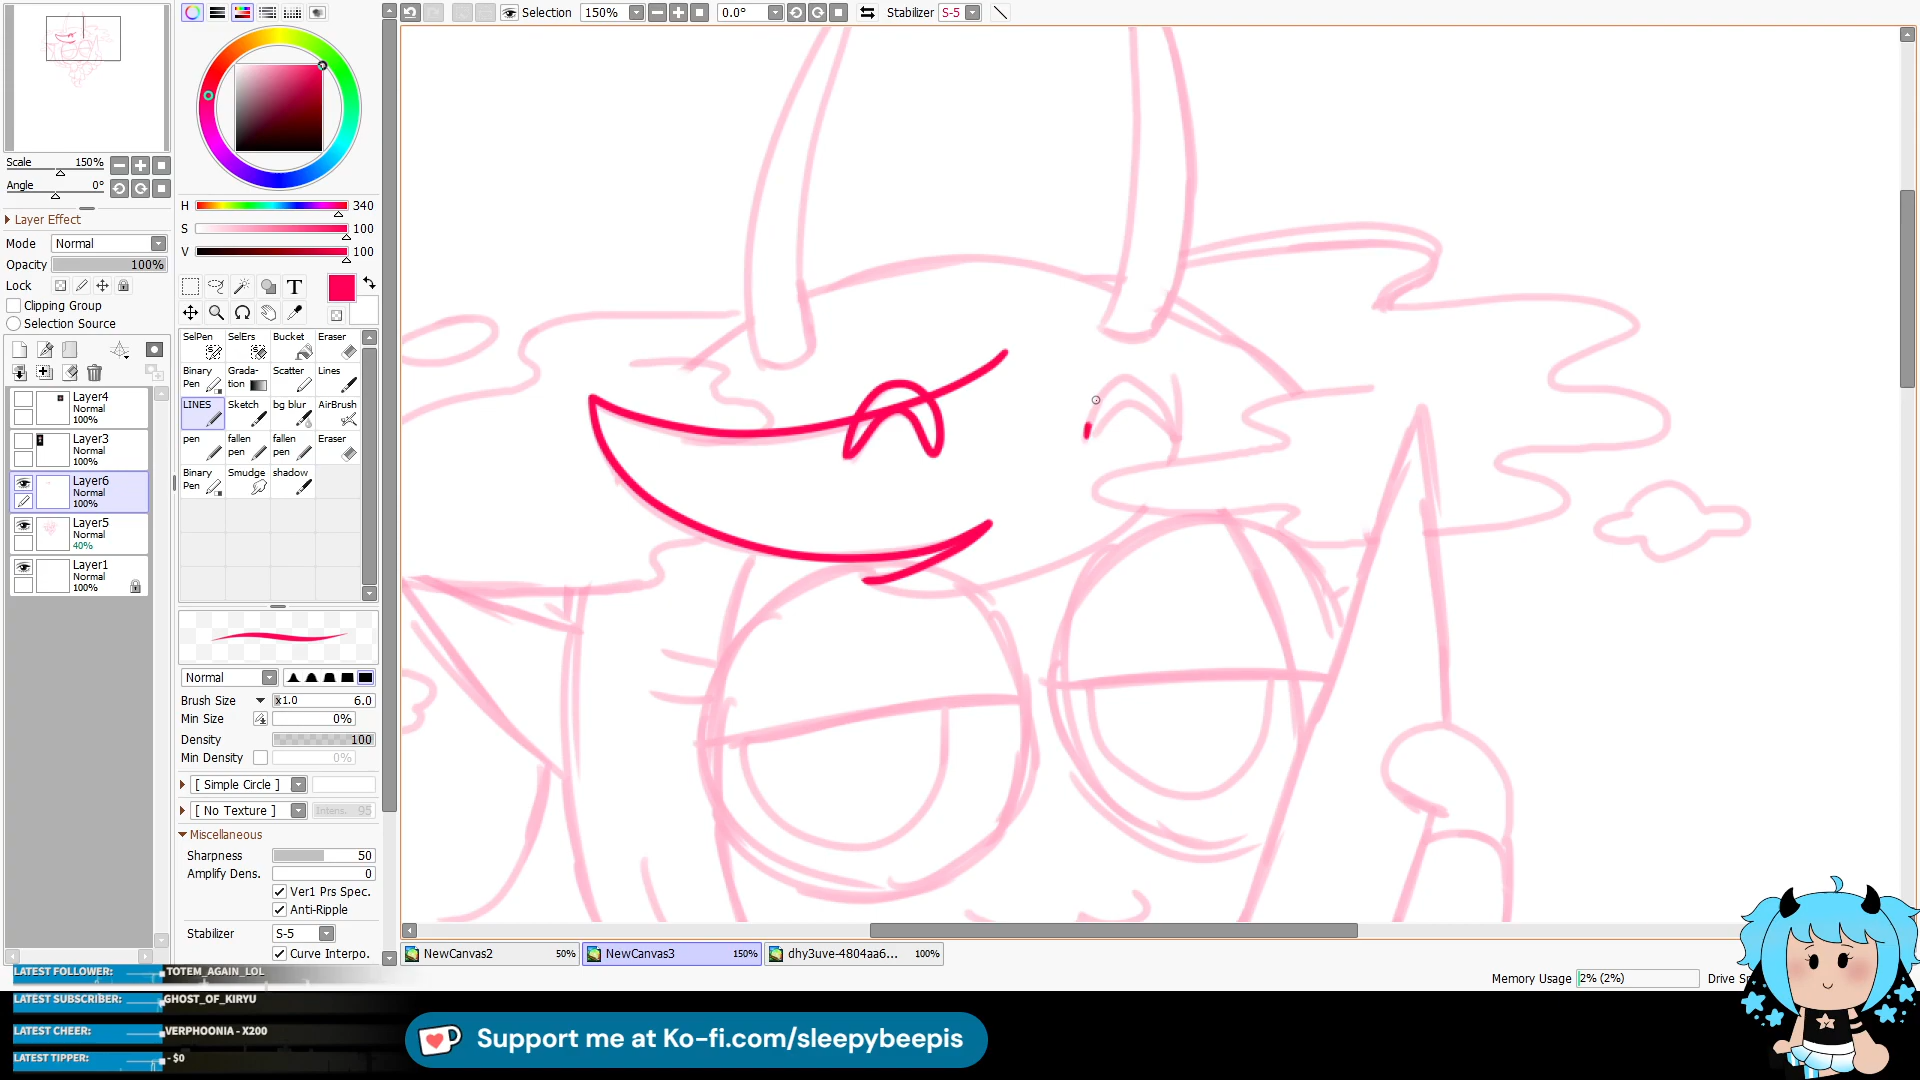 Selection 150% 0.0° Stabilizer S-5
Scale 150%
Angle 0°
Layer Effect
Mode Normal
Opacity 100%
Lock
Clipping Group
Selection Source
Layer4
Normal
100%
Layer3
Normal
100%
Layer6
Normal
100%
Layer5
Normal
40%
Layer1
Normal
100%
H 340
S 100
V 100
T
SelPen SelErs Bucket Eraser
Binary Pen Grada-tion Scatter Lines
LINES Sketch bg blur AirBrush
pen fallen pen fallen pen Eraser
Binary Pen Smudge shadow
Normal
Brush Size x1.0 6.0
Min Size 0%
Density 100
Min Density 0%
[ Simple Circle ]
[ No Texture ] Intens. 95
Miscellaneous
Sharpness 50
Amplify Dens. 0
Ver1 Prs Spec.
Anti-Ripple
Stabilizer S-5
Curve Interpo.
NewCanvas2 50% NewCanvas3 150% dhy3uve-4804aa6... 100%
Memory Usage 2% (2%) Drive S
LATEST FOLLOWER: TOTEM_AGAIN_LOL
LATEST SUBSCRIBER: GHOST_OF_KIRYU
LATEST CHEER: VERPHOONIA - X200
LATEST TIPPER: - $0
Support me at Ko-fi.com/sleepybeepis